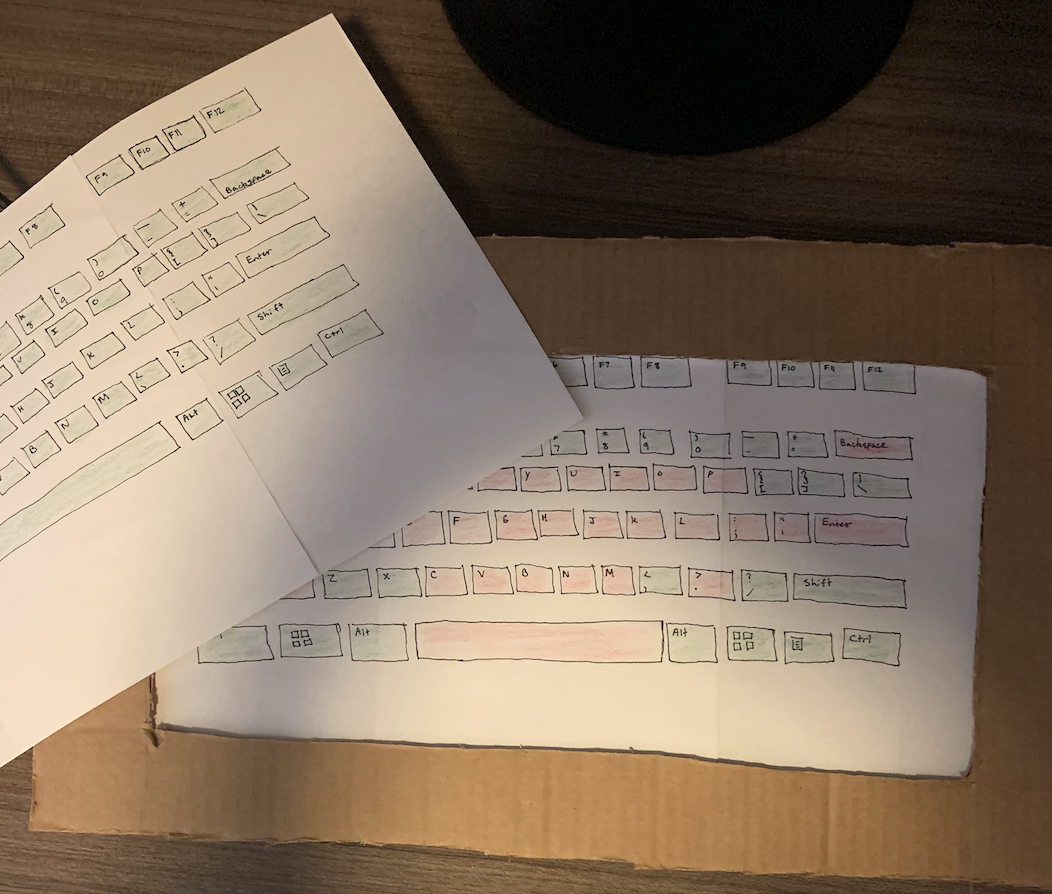 F8 F9 F10 F11 F12
* 8 ( 9 ) 0 _ - + = Backspace
U I O P { [ } ] | \
H J K L : ; " ' Enter
B N M < , > . ? / Shift
Alt Ctrl
F7 F8 F9 F10 F11 F12
7 * 8 ( 9 ) 0 _ - + = Backspace
Y U I O P { [ } ] | \
F G H J K L : ; " ' Enter
Z X C V B N M < , > . ? / Shift
Alt Alt Ctrl